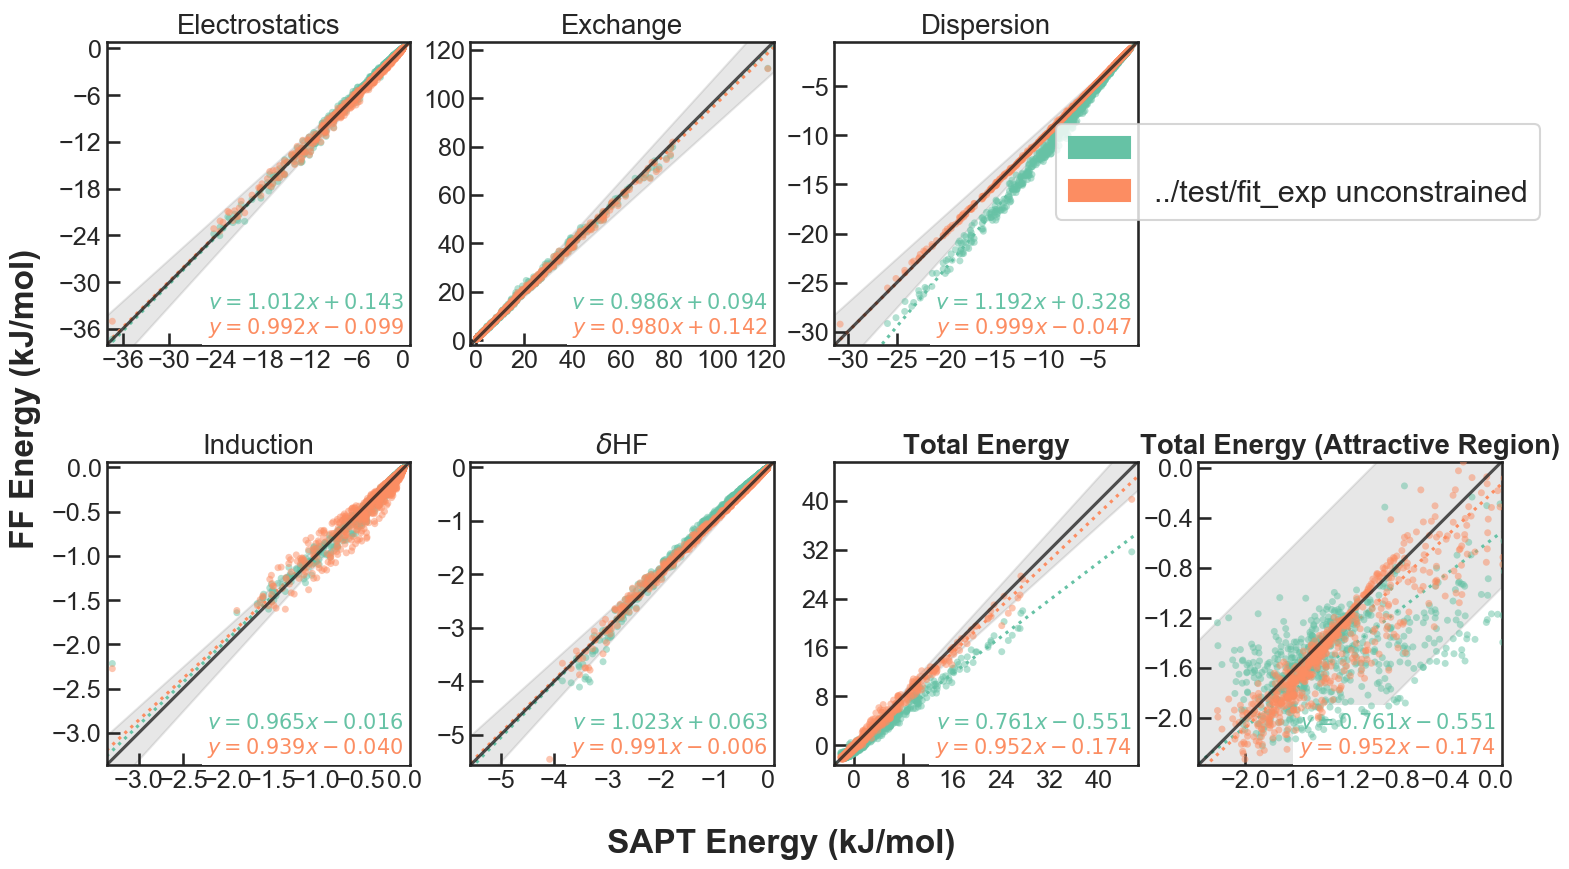 Electrostatics
0
−6
−12
−18
−24
−30
−36
−36 −30 −24 −18 −12 −6 0
v = 1.012x + 0.143
y = 0.992x − 0.099
Exchange
120
100
80
60
40
20
0
0 20 40 60 80 100 120
v = 0.986x + 0.094
y = 0.980x + 0.142
Dispersion
−5
−10
−15
−20
−25
−30
−30 −25 −20 −15 −10 −5
v = 1.192x + 0.328
y = 0.999x − 0.047
../test/fit_exp unconstrained
FF Energy (kJ/mol)
Induction
0.0
−0.5
−1.0
−1.5
−2.0
−2.5
−3.0
−3.0 −2.5 −2.0 −1.5 −1.0 −0.5 0.0
v = 0.965x − 0.016
y = 0.939x − 0.040
δHF
0
−1
−2
−3
−4
−5
−5 −4 −3 −2 −1 0
v = 1.023x + 0.063
y = 0.991x − 0.006
Total Energy
40
32
24
16
8
0
0 8 16 24 32 40
v = 0.761x − 0.551
y = 0.952x − 0.174
Total Energy (Attractive Region)
0.0
−0.4
−0.8
−1.2
−1.6
−2.0
−2.0 −1.6 −1.2 −0.8 −0.4 0.0
v = 0.761x − 0.551
y = 0.952x − 0.174
SAPT Energy (kJ/mol)